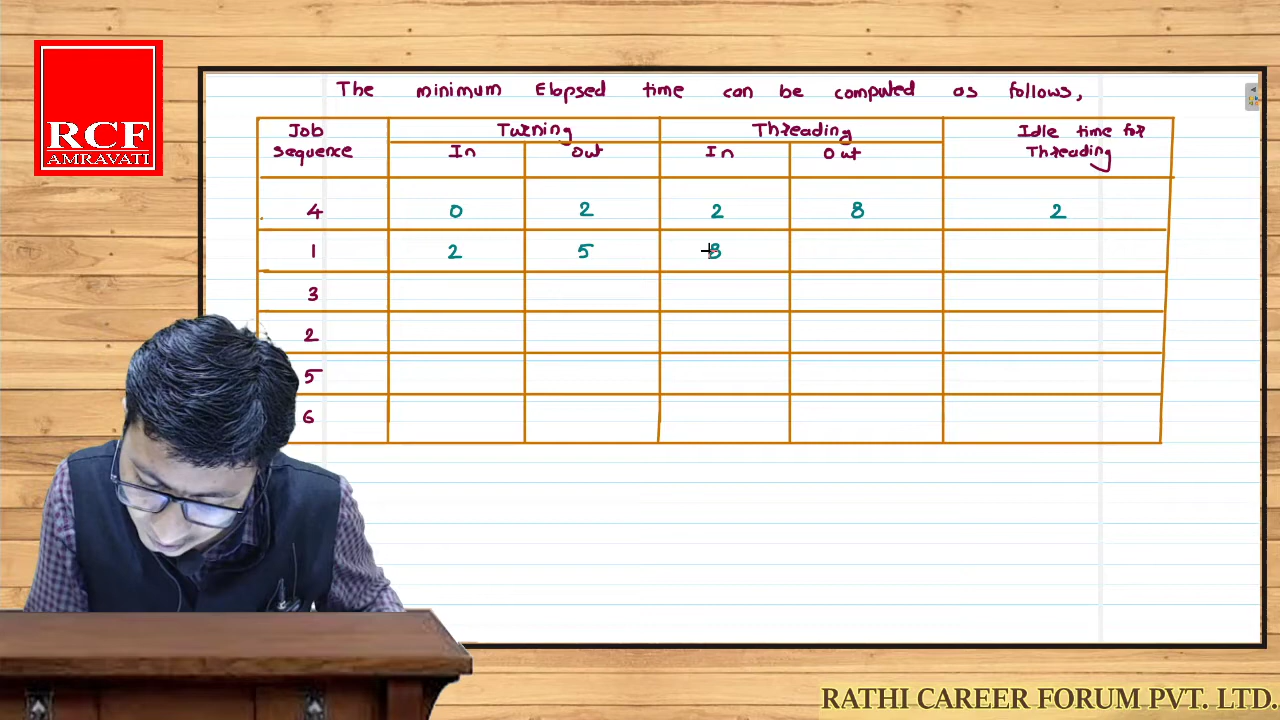 RCF
AMRAVATI
The minimum Elapsed time can be computed as follows,
Job sequence Turning Threading Idle time for Threading
In Out In Out
4 0 2 2 8 2
1 2 5 8
3
2
5
6
RATHI CAREER FORUM PVT. LTD.